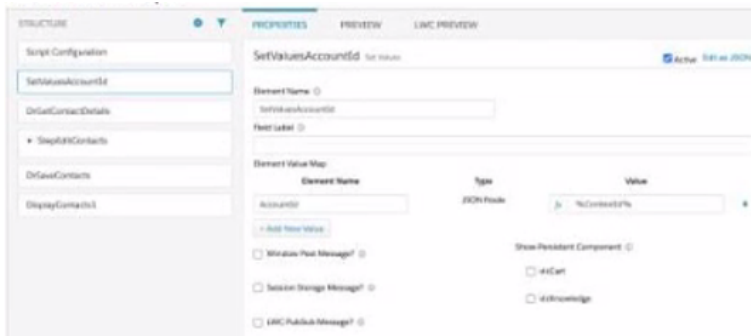 STRUCTURE
PROPERTIES PREVIEW LWC PREVIEW
Script Configuration
SetValuesAccountId
DrGetContactDetails
StepEditContacts
DrSaveContacts
DisplayContacts1
SetValuesAccountId Set Values
Active Edit as JSON
Element Name
SetValuesAccountId
Field Label
Element Value Map
Element Name Type Value
AccountId JSON Node %ContextId%
+ Add New Value
Window Post Message?
Show Persistent Component
vlcCart
Session Storage Message?
vlcKnowledge
LWC PubSub Message?